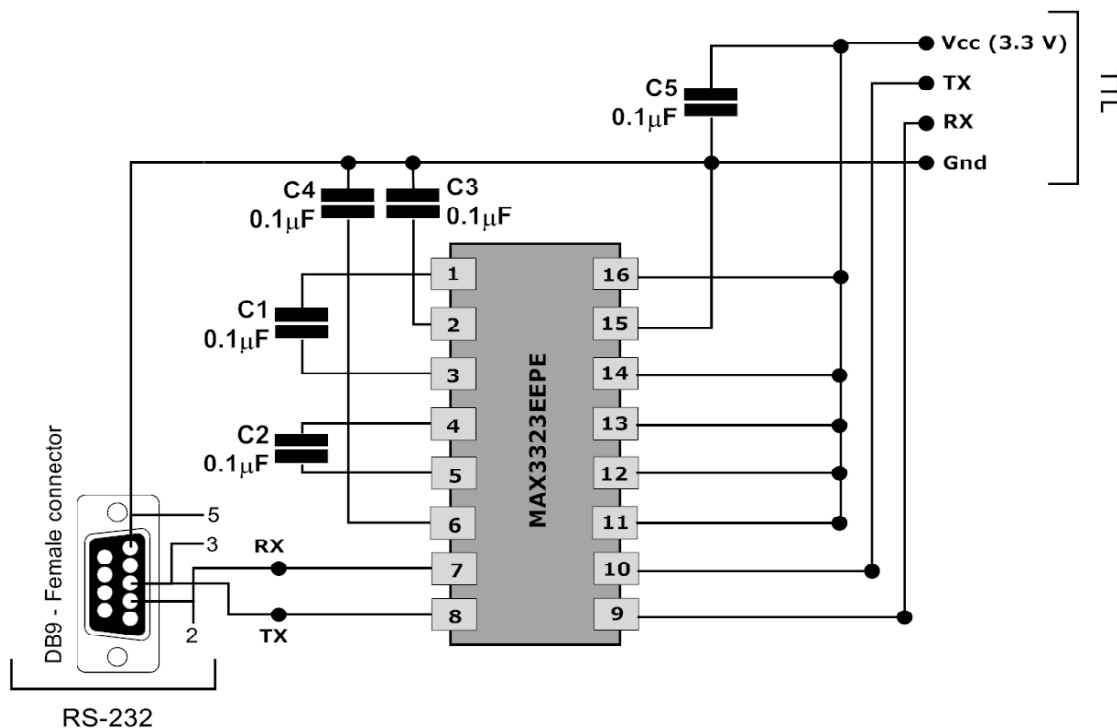 Vcc (3.3 V)
TX
RX
Gnd
TTL
C5
0.1µF
C4
0.1µF
C3
0.1µF
C1
0.1µF
C2
0.1µF
1
2
3
4
5
6
7
8
MAX3323EEPE
16
15
14
13
12
11
10
9
RX
TX
DB9 - Female connector
5
3
2
RS-232